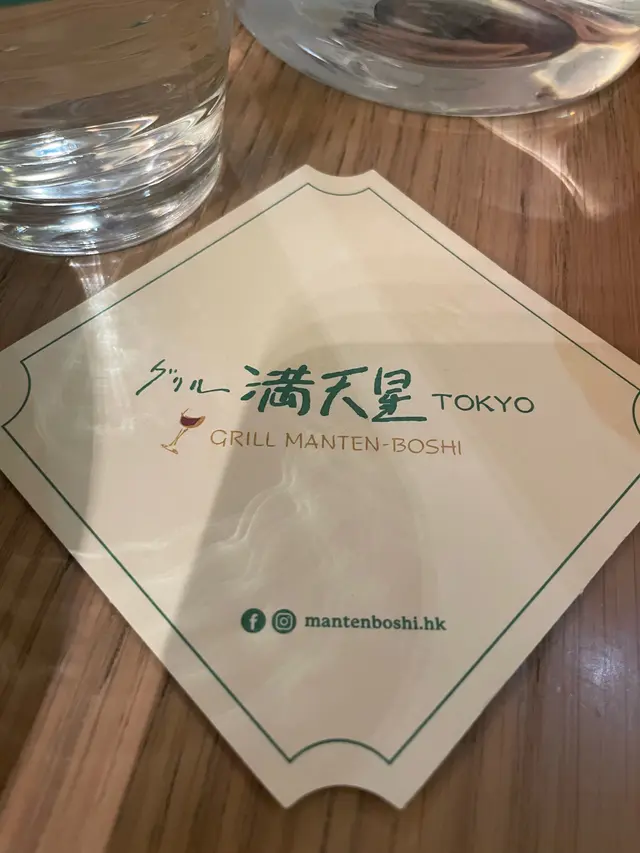 グリル 満天星 TOKYO
GRILL MANTEN-BOSHI
mantenboshi.hk